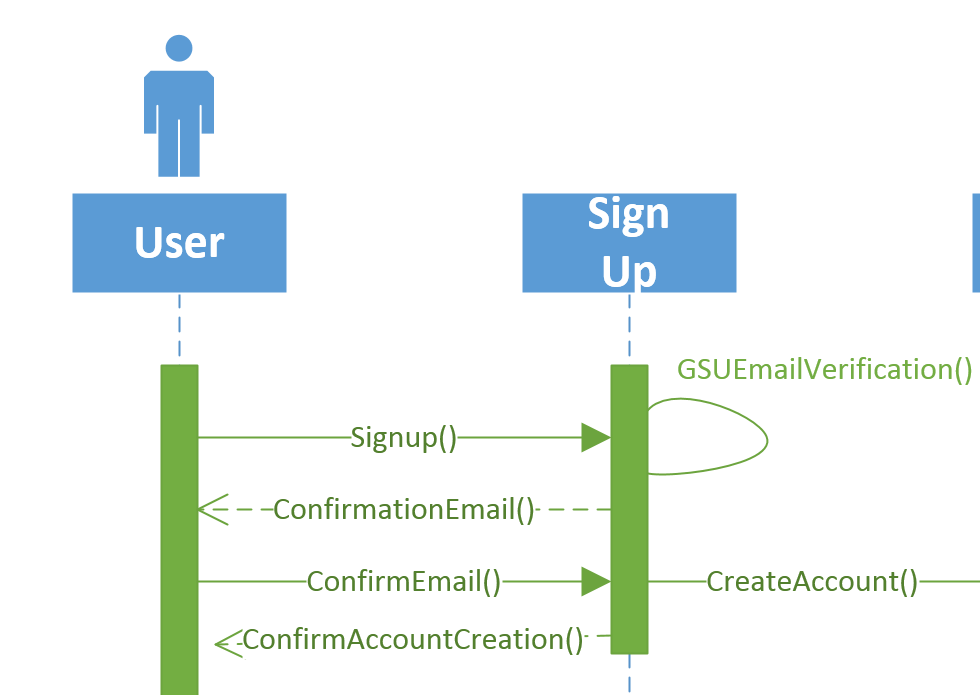 User
Sign
Up
GSUEmailVerification()
Signup()
ConfirmationEmail()
ConfirmEmail()
CreateAccount()
ConfirmAccountCreation()